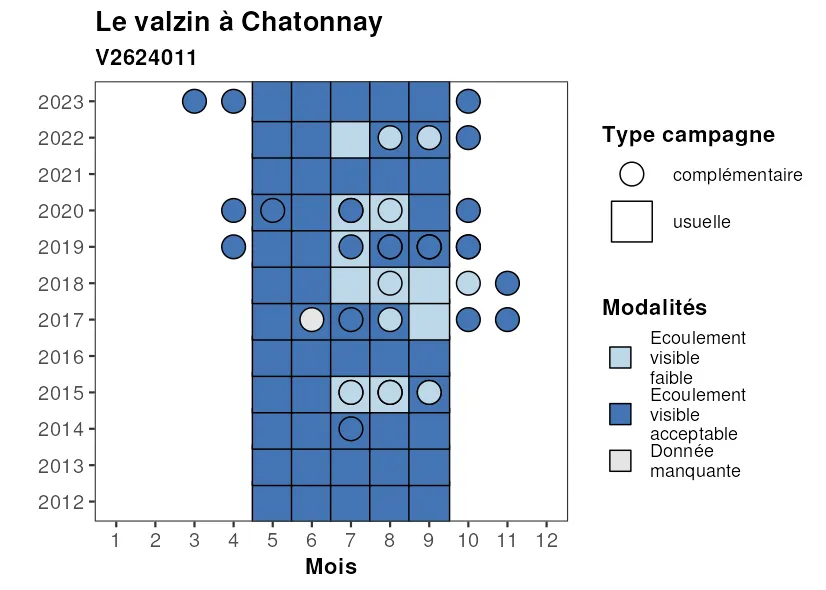 Le valzin à Chatonnay
V2624011
2023
2022
2021
2020
2019
2018
2017
2016
2015
2014
2013
2012
1 2 3 4 5 6 7 8 9 10 11 12
Mois
Type campagne
complémentaire
usuelle
Modalités
Ecoulement
visible
faible
Ecoulement
visible
acceptable
Donnée
manquante